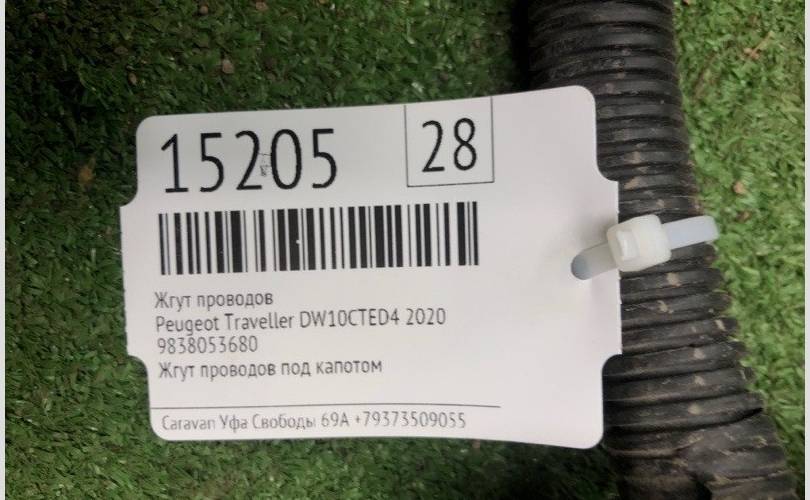 15205
28
Жгут проводов
Peugeot Traveller DW10CTED4 2020
9838053680
Жгут проводов под капотом
Caravan Уфа Свободы 69А +79373509055